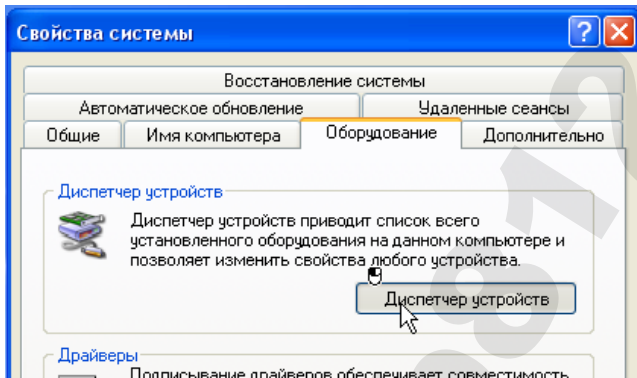 Свойства системы
Восстановление системы
Автоматическое обновление Удаленные сеансы
Общие Имя компьютера Оборудование Дополнительно
Диспетчер устройств
Диспетчер устройств приводит список всего
установленного оборудования на данном компьютере и
позволяет изменить свойства любого устройства.
Диспетчер устройств
Драйверы
Подписывание драйверов обеспечивает совместимость